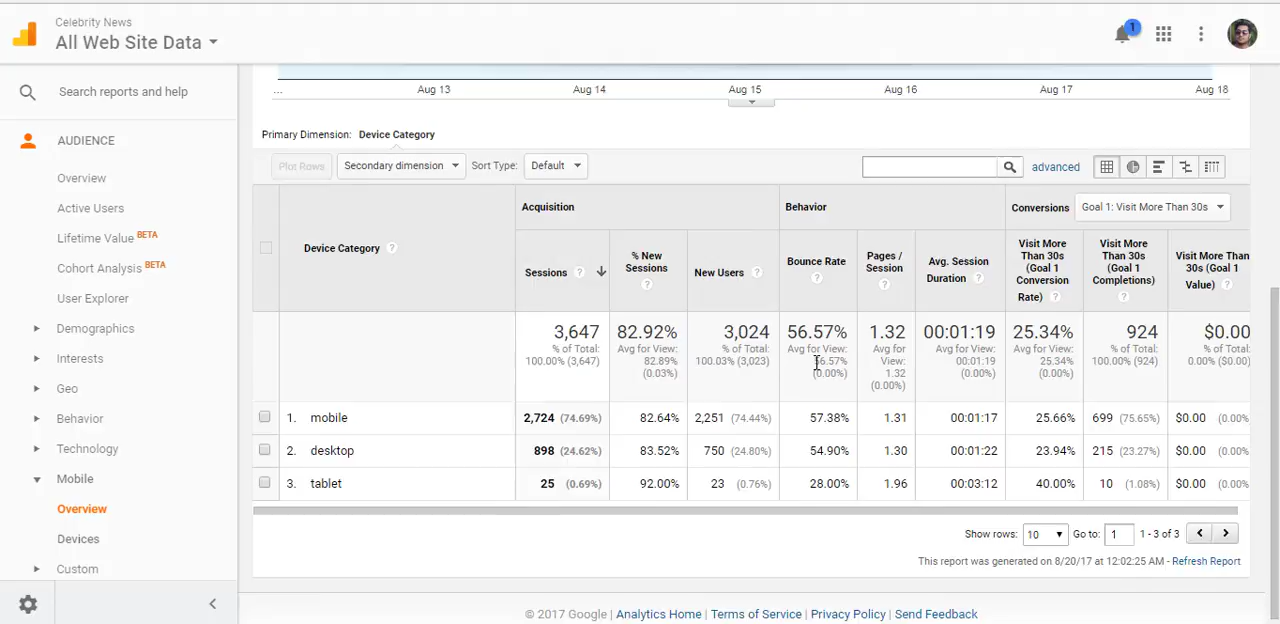 Celebrity News
All Web Site Data
1
Search reports and help
AUDIENCE
Overview
Active Users
Lifetime Value BETA
Cohort Analysis BETA
User Explorer
Demographics
Interests
Geo
Behavior
Technology
Mobile
Overview
Devices
Custom
... Aug 13 Aug 14 Aug 15 Aug 16 Aug 17 Aug 18
Primary Dimension: Device Category
Plot Rows Secondary dimension Sort Type: Default advanced
Device Category ?
Acquisition
Behavior
Conversions Goal 1: Visit More Than 30s
Sessions ?
% New
Sessions
?
New Users ?
Bounce Rate
?
Pages /
Session
?
Avg. Session
Duration ?
Visit More
Than 30s
(Goal 1
Conversion
Rate) ?
Visit More
Than 30s
(Goal 1
Completions)
?
Visit More Than
30s (Goal 1
Value) ?
3,647
% of Total:
100.00% (3,647)
82.92%
Avg for View:
82.89%
(0.03%)
3,024
% of Total:
100.03% (3,023)
56.57%
Avg for View:
56.57%
(0.00%)
1.32
Avg for
View:
1.32
(0.00%)
00:01:19
Avg for View:
00:01:19
(0.00%)
25.34%
Avg for View:
25.34%
(0.00%)
924
% of Total:
100.00% (924)
$0.00
% of Total:
0.00% ($0.00)
1. mobile 2,724 (74.69%) 82.64% 2,251 (74.44%) 57.38% 1.31 00:01:17 25.66% 699 (75.65%) $0.00 (0.00%
2. desktop 898 (24.62%) 83.52% 750 (24.80%) 54.90% 1.30 00:01:22 23.94% 215 (23.27%) $0.00 (0.00%
3. tablet 25 (0.69%) 92.00% 23 (0.76%) 28.00% 1.96 00:03:12 40.00% 10 (1.08%) $0.00 (0.00%
Show rows: 10 Go to: 1 1 - 3 of 3
This report was generated on 8/20/17 at 12:02:25 AM - Refresh Report
© 2017 Google | Analytics Home | Terms of Service | Privacy Policy | Send Feedback